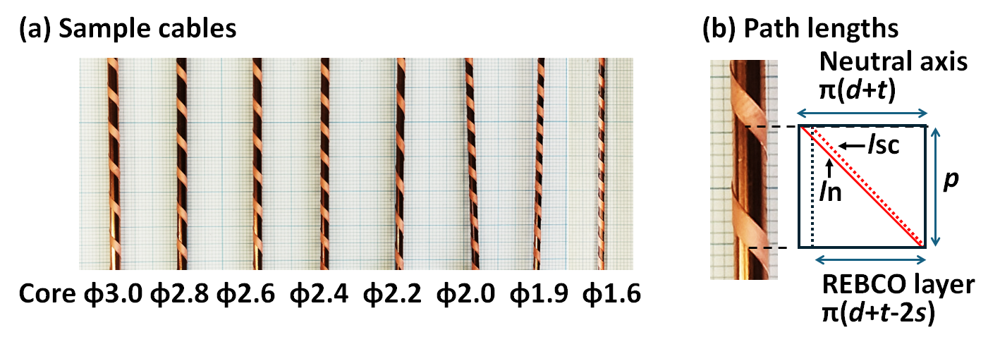 (a) Sample cables
Core ϕ3.0 ϕ2.8 ϕ2.6 ϕ2.4 ϕ2.2 ϕ2.0 ϕ1.9 ϕ1.6
(b) Path lengths
Neutral axis
π(d+t)
lsc
ln
p
REBCO layer
π(d+t-2s)